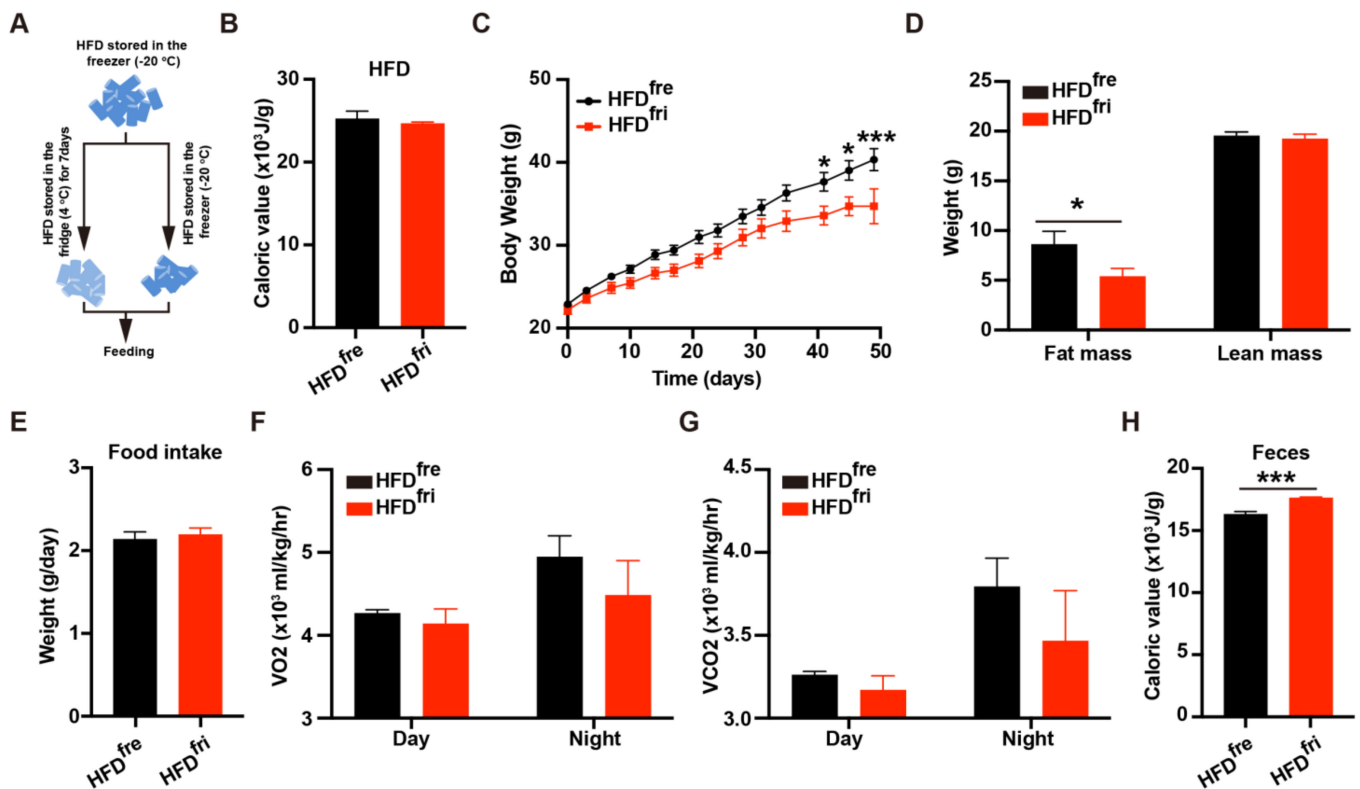 A
HFD stored in the
freezer (-20 °C)
HFD stored in the
fridge (4 °C) for 7days
HFD stored in the
freezer (-20 °C)
Feeding
B
HFD
Caloric value (x10³J/g)
30
20
10
0
HFD^fre
HFD^fri
C
HFD^fre
HFD^fri
Body Weight (g)
50
40
30
20
* * ***
0 10 20 30 40 50
Time (days)
D
HFD^fre
HFD^fri
Weight (g)
25
20
15
10
5
0
*
Fat mass Lean mass
E
Food intake
Weight (g/day)
3
2
1
0
HFD^fre
HFD^fri
F
HFD^fre
HFD^fri
VO2 (x10³ ml/kg/hr)
6
5
4
3
Day Night
G
HFD^fre
HFD^fri
VCO2 (x10³ ml/kg/hr)
4.5
4.0
3.5
3.0
Day Night
H
Feces
***
Caloric value (x10³J/g)
20
15
10
5
0
HFD^fre
HFD^fri